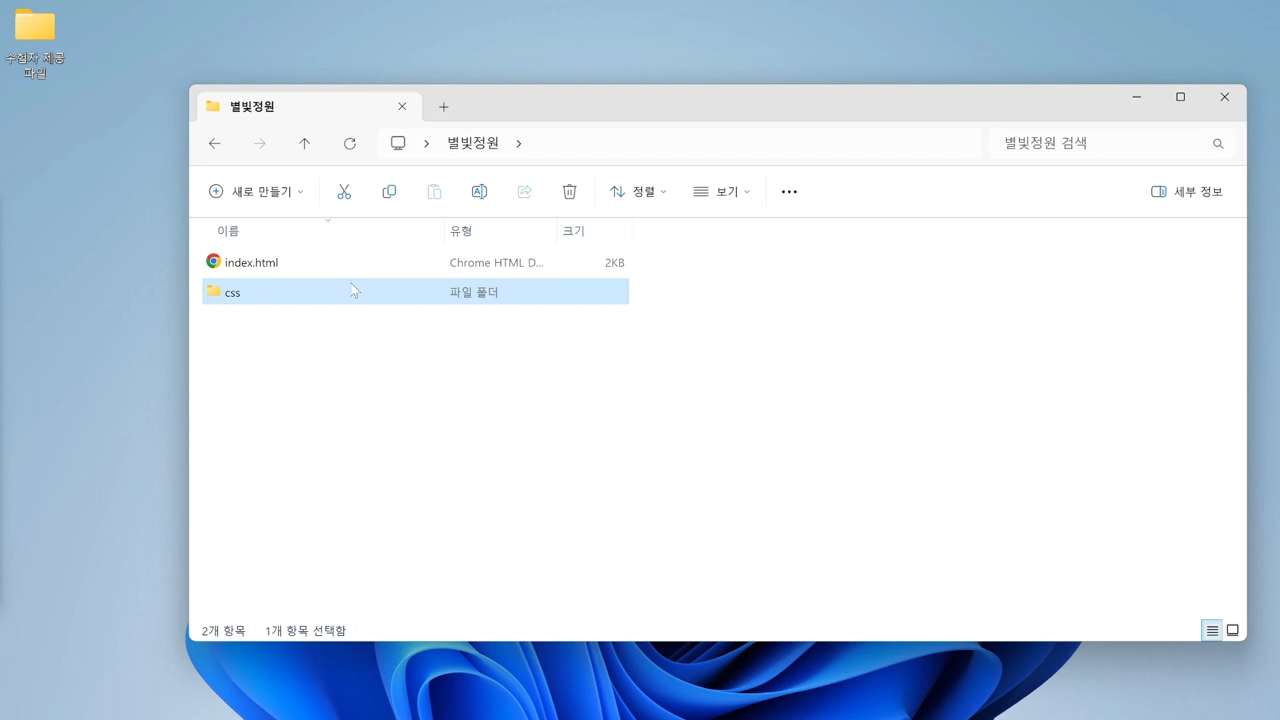 수험자 제공
파일
별빛정원
별빛정원
별빛정원 검색
새로 만들기
정렬
보기
세부 정보
이름 유형 크기
index.html Chrome HTML D... 2KB
css 파일 폴더
2개 항목 1개 항목 선택함